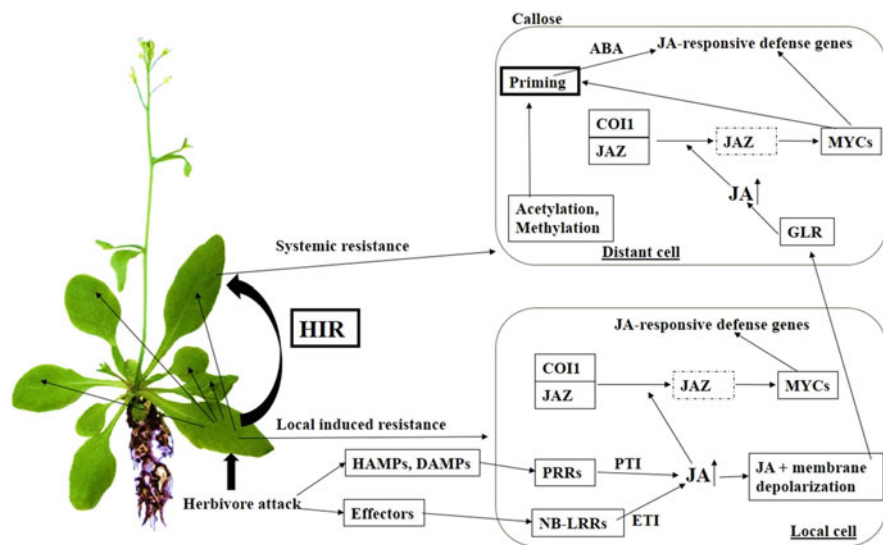 Callose
ABA
JA-responsive defense genes
Priming
COI1
JAZ
JAZ
MYCs
JA
Acetylation,
Methylation
GLR
Distant cell
Systemic resistance
HIR
JA-responsive defense genes
COI1
JAZ
JAZ
MYCs
Local induced resistance
HAMPs, DAMPs
PRRs
PTI
JA
JA + membrane
depolarization
Herbivore attack
Effectors
NB-LRRs
ETI
Local cell